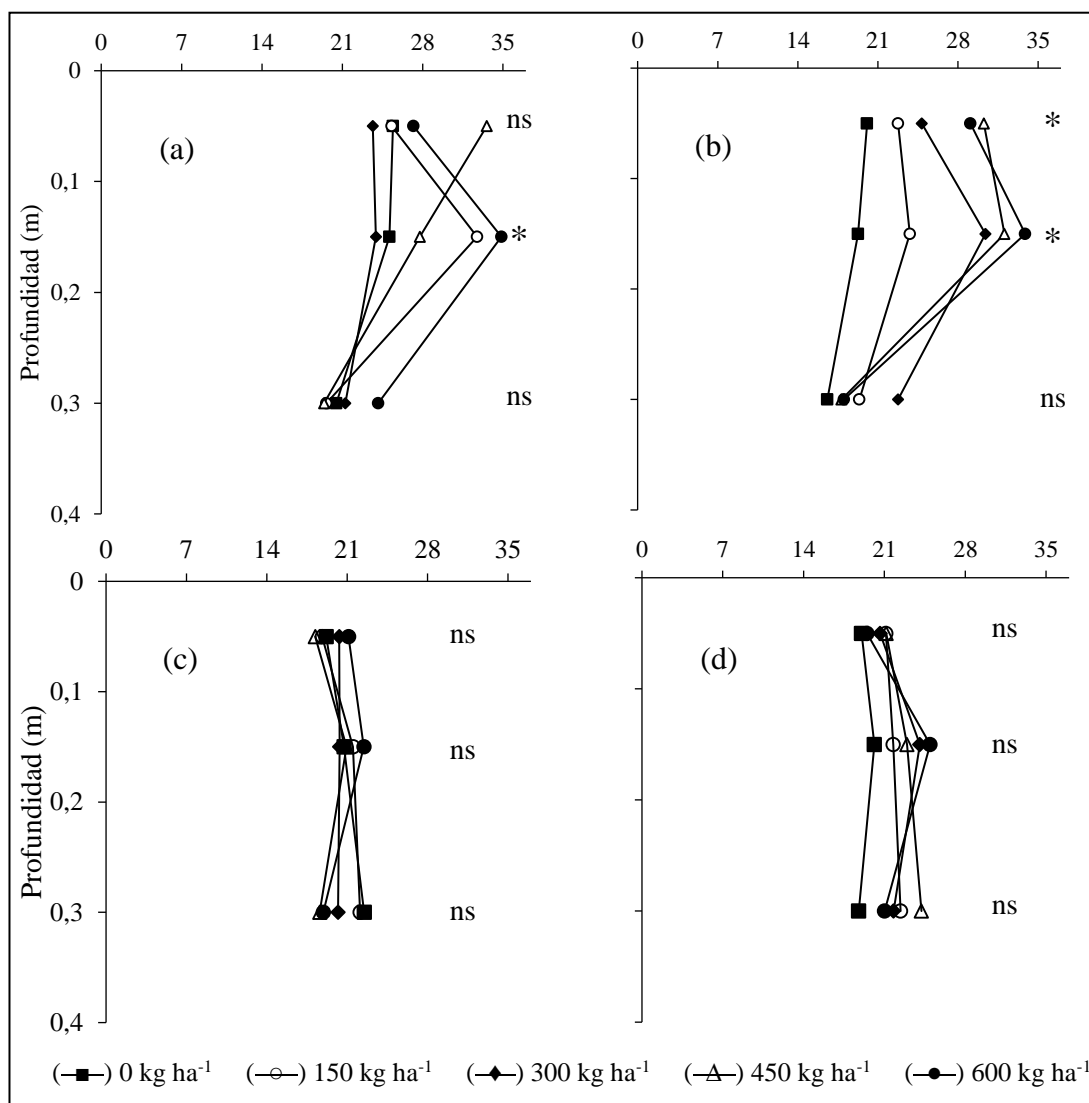 0 7 14 21 28 35
0 7 14 21 28 35
0
ns
*
(a)
(b)
0,1
*
*
Profundidad (m)
0,2
0,3
ns
ns
0,4
0 7 14 21 28 35
0 7 14 21 28 35
0
ns
ns
(c)
(d)
0,1
ns
ns
Profundidad (m)
0,2
0,3
ns
ns
0,4
( ) 0 kg ha-1 ( ) 150 kg ha-1 ( ) 300 kg ha-1 ( ) 450 kg ha-1 ( ) 600 kg ha-1